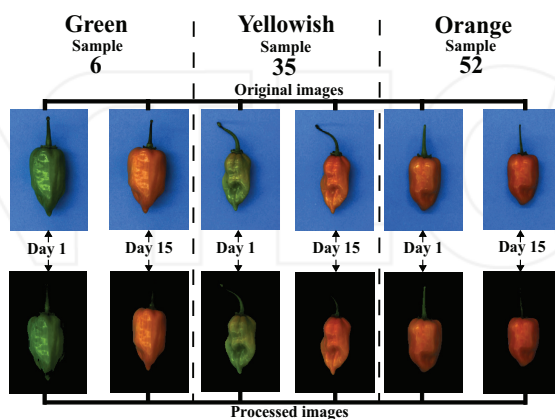 Green
Sample
6
Yellowish
Sample
35
Orange
Sample
52
Original images
Day 1
Day 15
Day 1
Day 15
Day 1
Day 15
Processed images